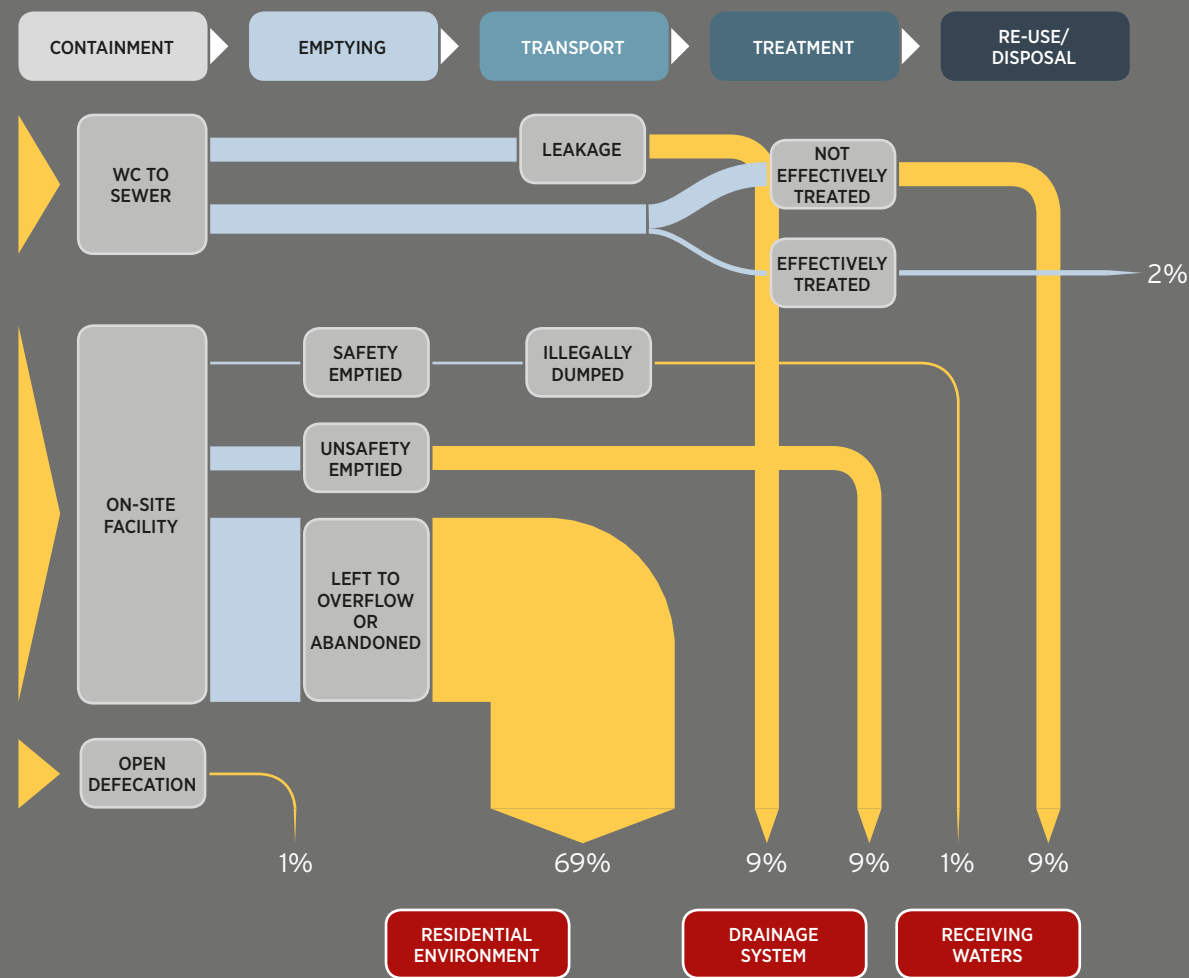 CONTAINMENT
EMPTYING
TRANSPORT
TREATMENT
RE-USE/
DISPOSAL
WC TO
SEWER
LEAKAGE
NOT
EFFECTIVELY
TREATED
EFFECTIVELY
TREATED
2%
ON-SITE
FACILITY
SAFETY
EMPTIED
ILLEGALLY
DUMPED
UNSAFETY
EMPTIED
LEFT TO
OVERFLOW
OR
ABANDONED
OPEN
DEFECATION
1%
69%
9%
9%
1%
9%
RESIDENTIAL
ENVIRONMENT
DRAINAGE
SYSTEM
RECEIVING
WATERS